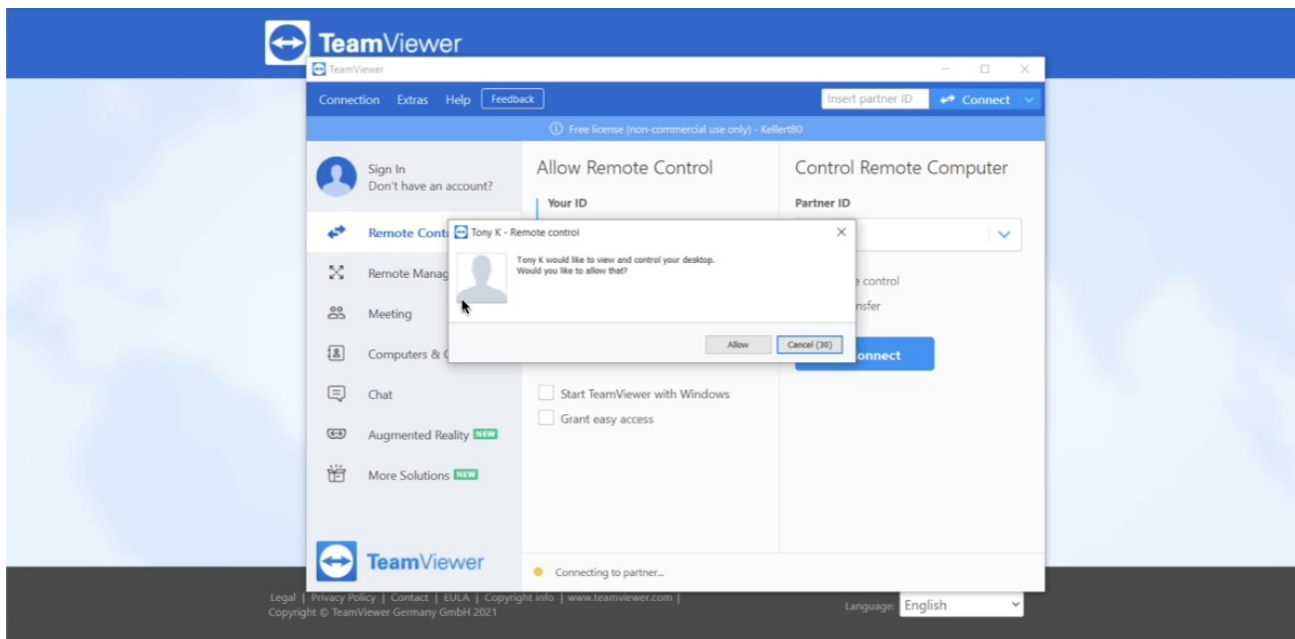 TeamViewer
TeamViewer
Connection Extras Help Feedback
Insert partner ID Connect
Free license (non-commercial use only) - Kellert80
Sign In
Don't have an account?
Remote Cont
Remote Manag
Meeting
Computers & C
Chat
Augmented Reality NEW
More Solutions NEW
TeamViewer
Allow Remote Control
Your ID
Control Remote Computer
Partner ID
Tony K - Remote control
Tony K would like to view and control your desktop.
Would you like to allow that?
Allow Cancel (30)
control
nsfer
onnect
Start TeamViewer with Windows
Grant easy access
Connecting to partner...
Legal | Privacy Policy | Contact | EULA | Copyright info | www.teamviewer.com |
Copyright © TeamViewer Germany GmbH 2021
Language: English